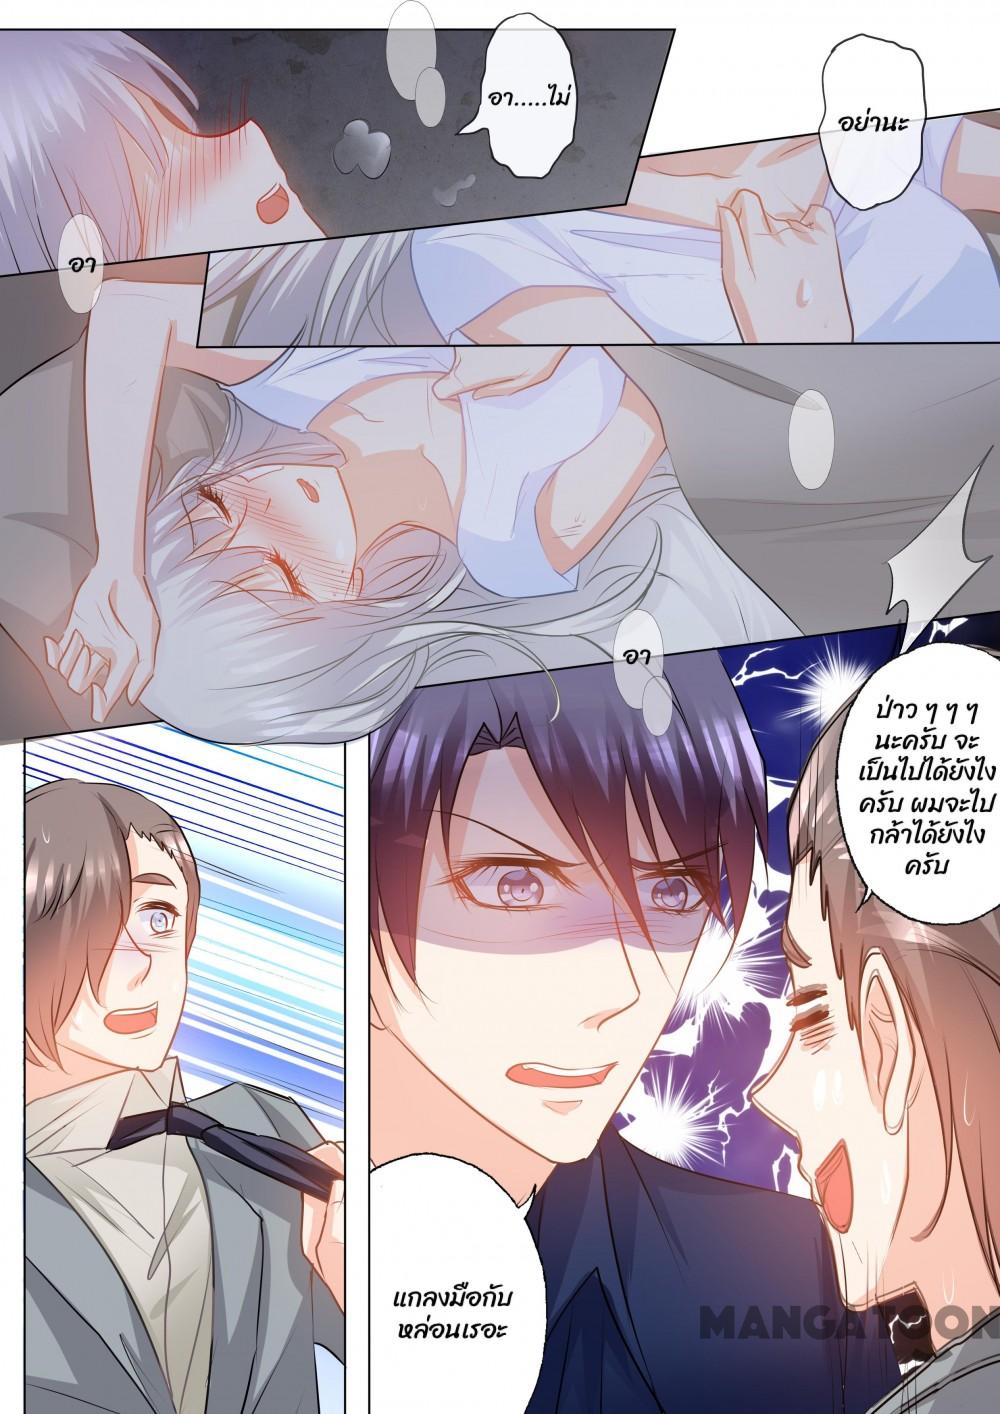 อา.....ไม่
อย่านะ
อา
อา
ป่าว ๆ ๆ ๆ
นะครับ จะ
เป็นไปได้ยังไง
ครับ ผมจะไป
กล้าได้ยังไง
ครับ
แกลงมือกับ
หล่อนเรอะ
MANGATOON